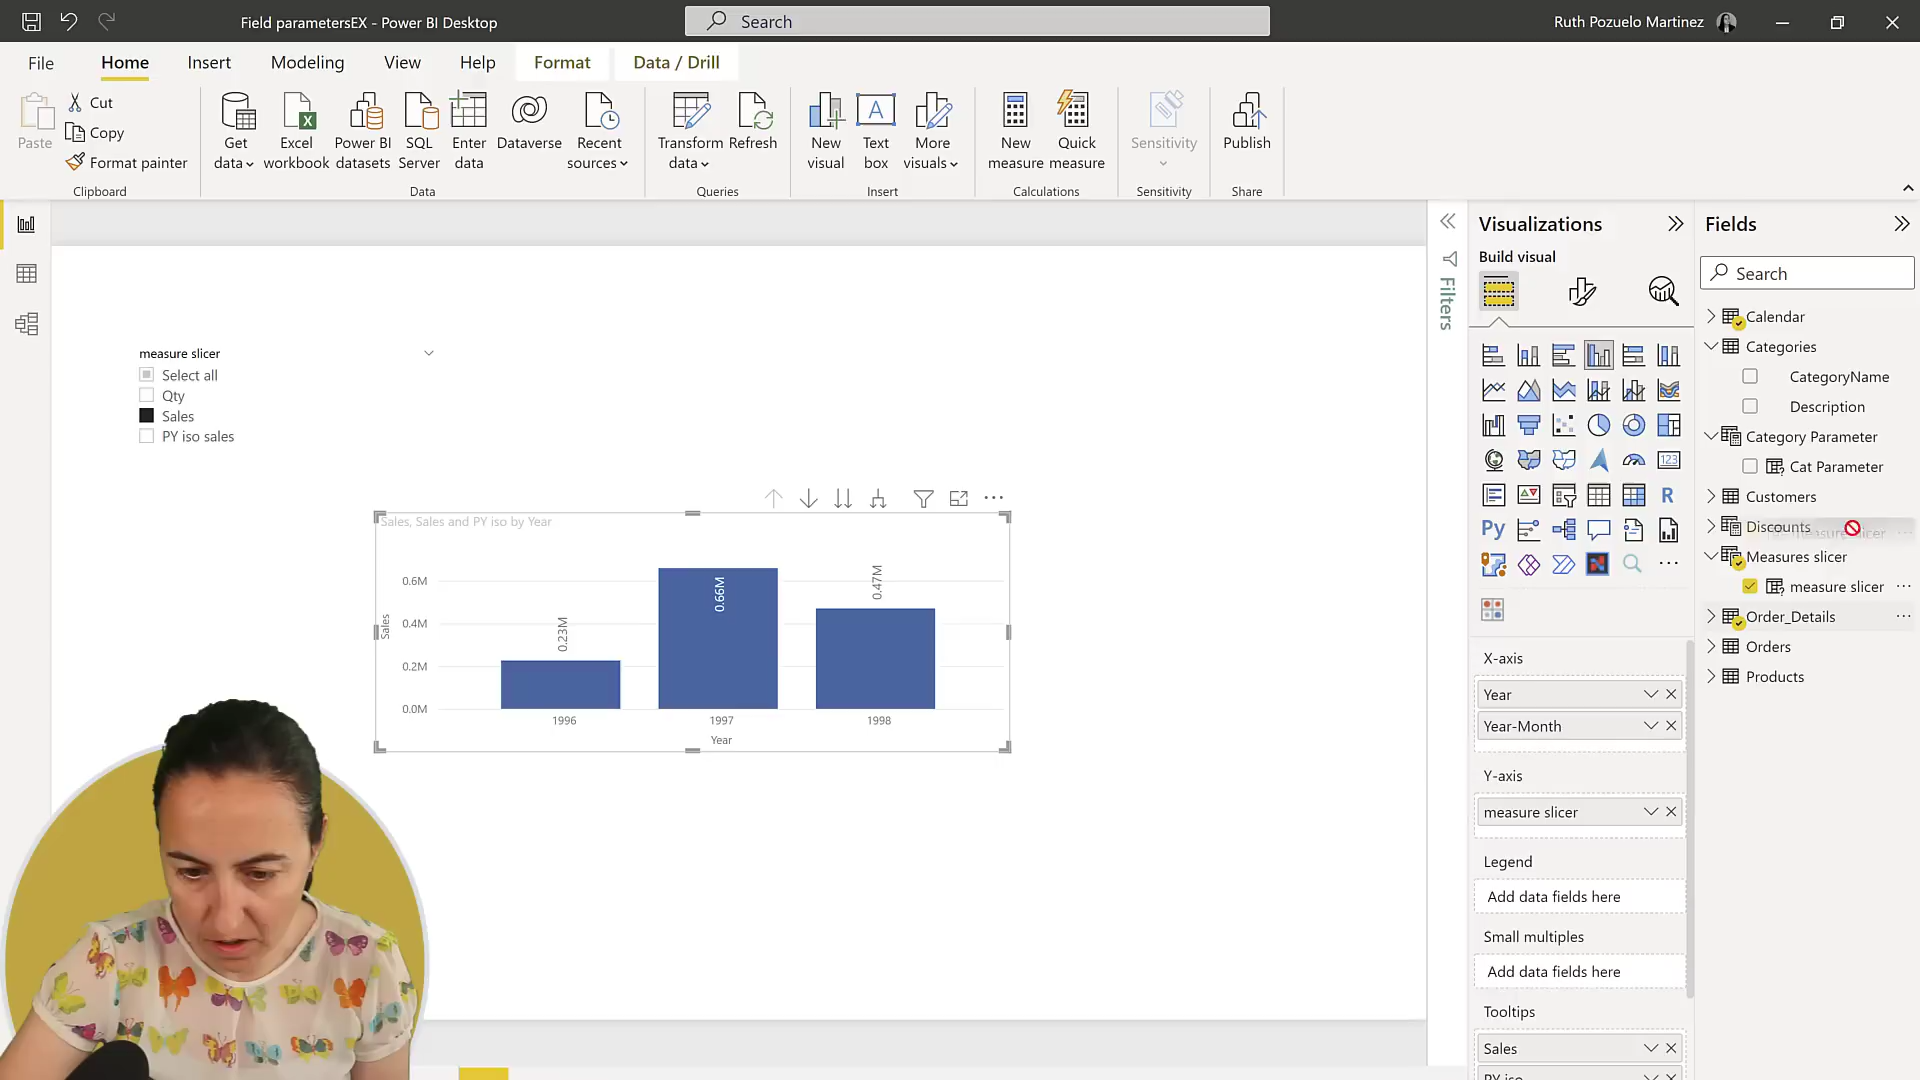 Field parametersEX - Power BI Desktop
Search
Ruth Pozuelo Martinez
File
Home
Insert
Modeling
View
Help
Format
Data / Drill
Paste
Cut
Copy
Format painter
Clipboard
Get data
Excel workbook
Power BI datasets
SQL Server
Enter data
Dataverse
Recent sources
Data
Transform data
Refresh
Queries
New visual
Text box
More visuals
Insert
New measure
Quick measure
Calculations
Sensitivity
Sensitivity
Publish
Share
measure slicer
Select all
Qty
Sales
PY iso sales
Sales, Sales and PY iso by Year
0.6M
0.4M
0.2M
0.0M
Sales
0.23M
0.66M
0.47M
1996
1997
1998
Year
Filters
Visualizations
Build visual
123
R
Py
X-axis
Year
Year-Month
Y-axis
measure slicer
Legend
Add data fields here
Small multiples
Add data fields here
Tooltips
Sales
PY iso
Fields
Search
Calendar
Categories
CategoryName
Description
Category Parameter
Cat Parameter
Customers
Discounts
measure slicer
Measures slicer
measure slicer
Order_Details
Orders
Products